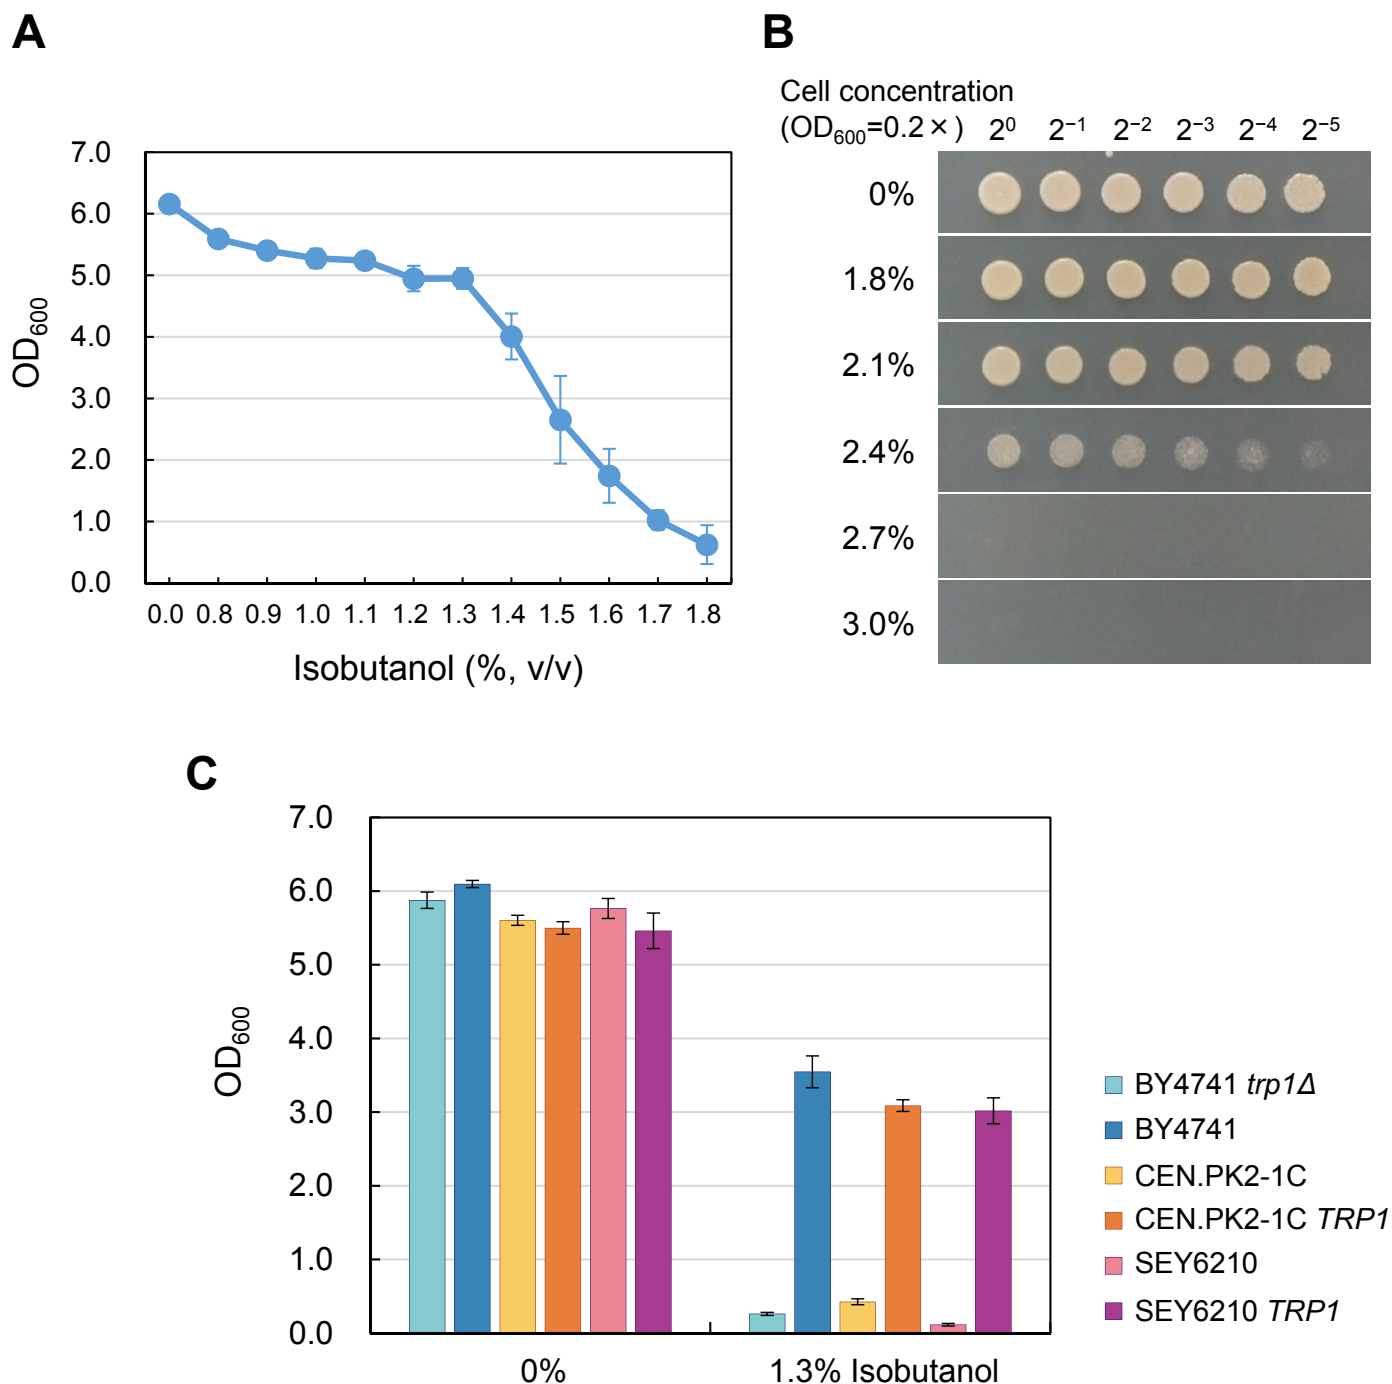 A
7.0
6.0
5.0
4.0
3.0
2.0
1.0
0.0
OD600
0.0 0.8 0.9 1.0 1.1 1.2 1.3 1.4 1.5 1.6 1.7 1.8
Isobutanol (%, v/v)
B
Cell concentration
(OD600=0.2×) 2⁰ 2⁻¹ 2⁻² 2⁻³ 2⁻⁴ 2⁻⁵
0%
1.8%
2.1%
2.4%
2.7%
3.0%
C
7.0
6.0
5.0
4.0
3.0
2.0
1.0
0.0
OD600
0% 1.3% Isobutanol
BY4741 trp1Δ
BY4741
CEN.PK2-1C
CEN.PK2-1C TRP1
SEY6210
SEY6210 TRP1